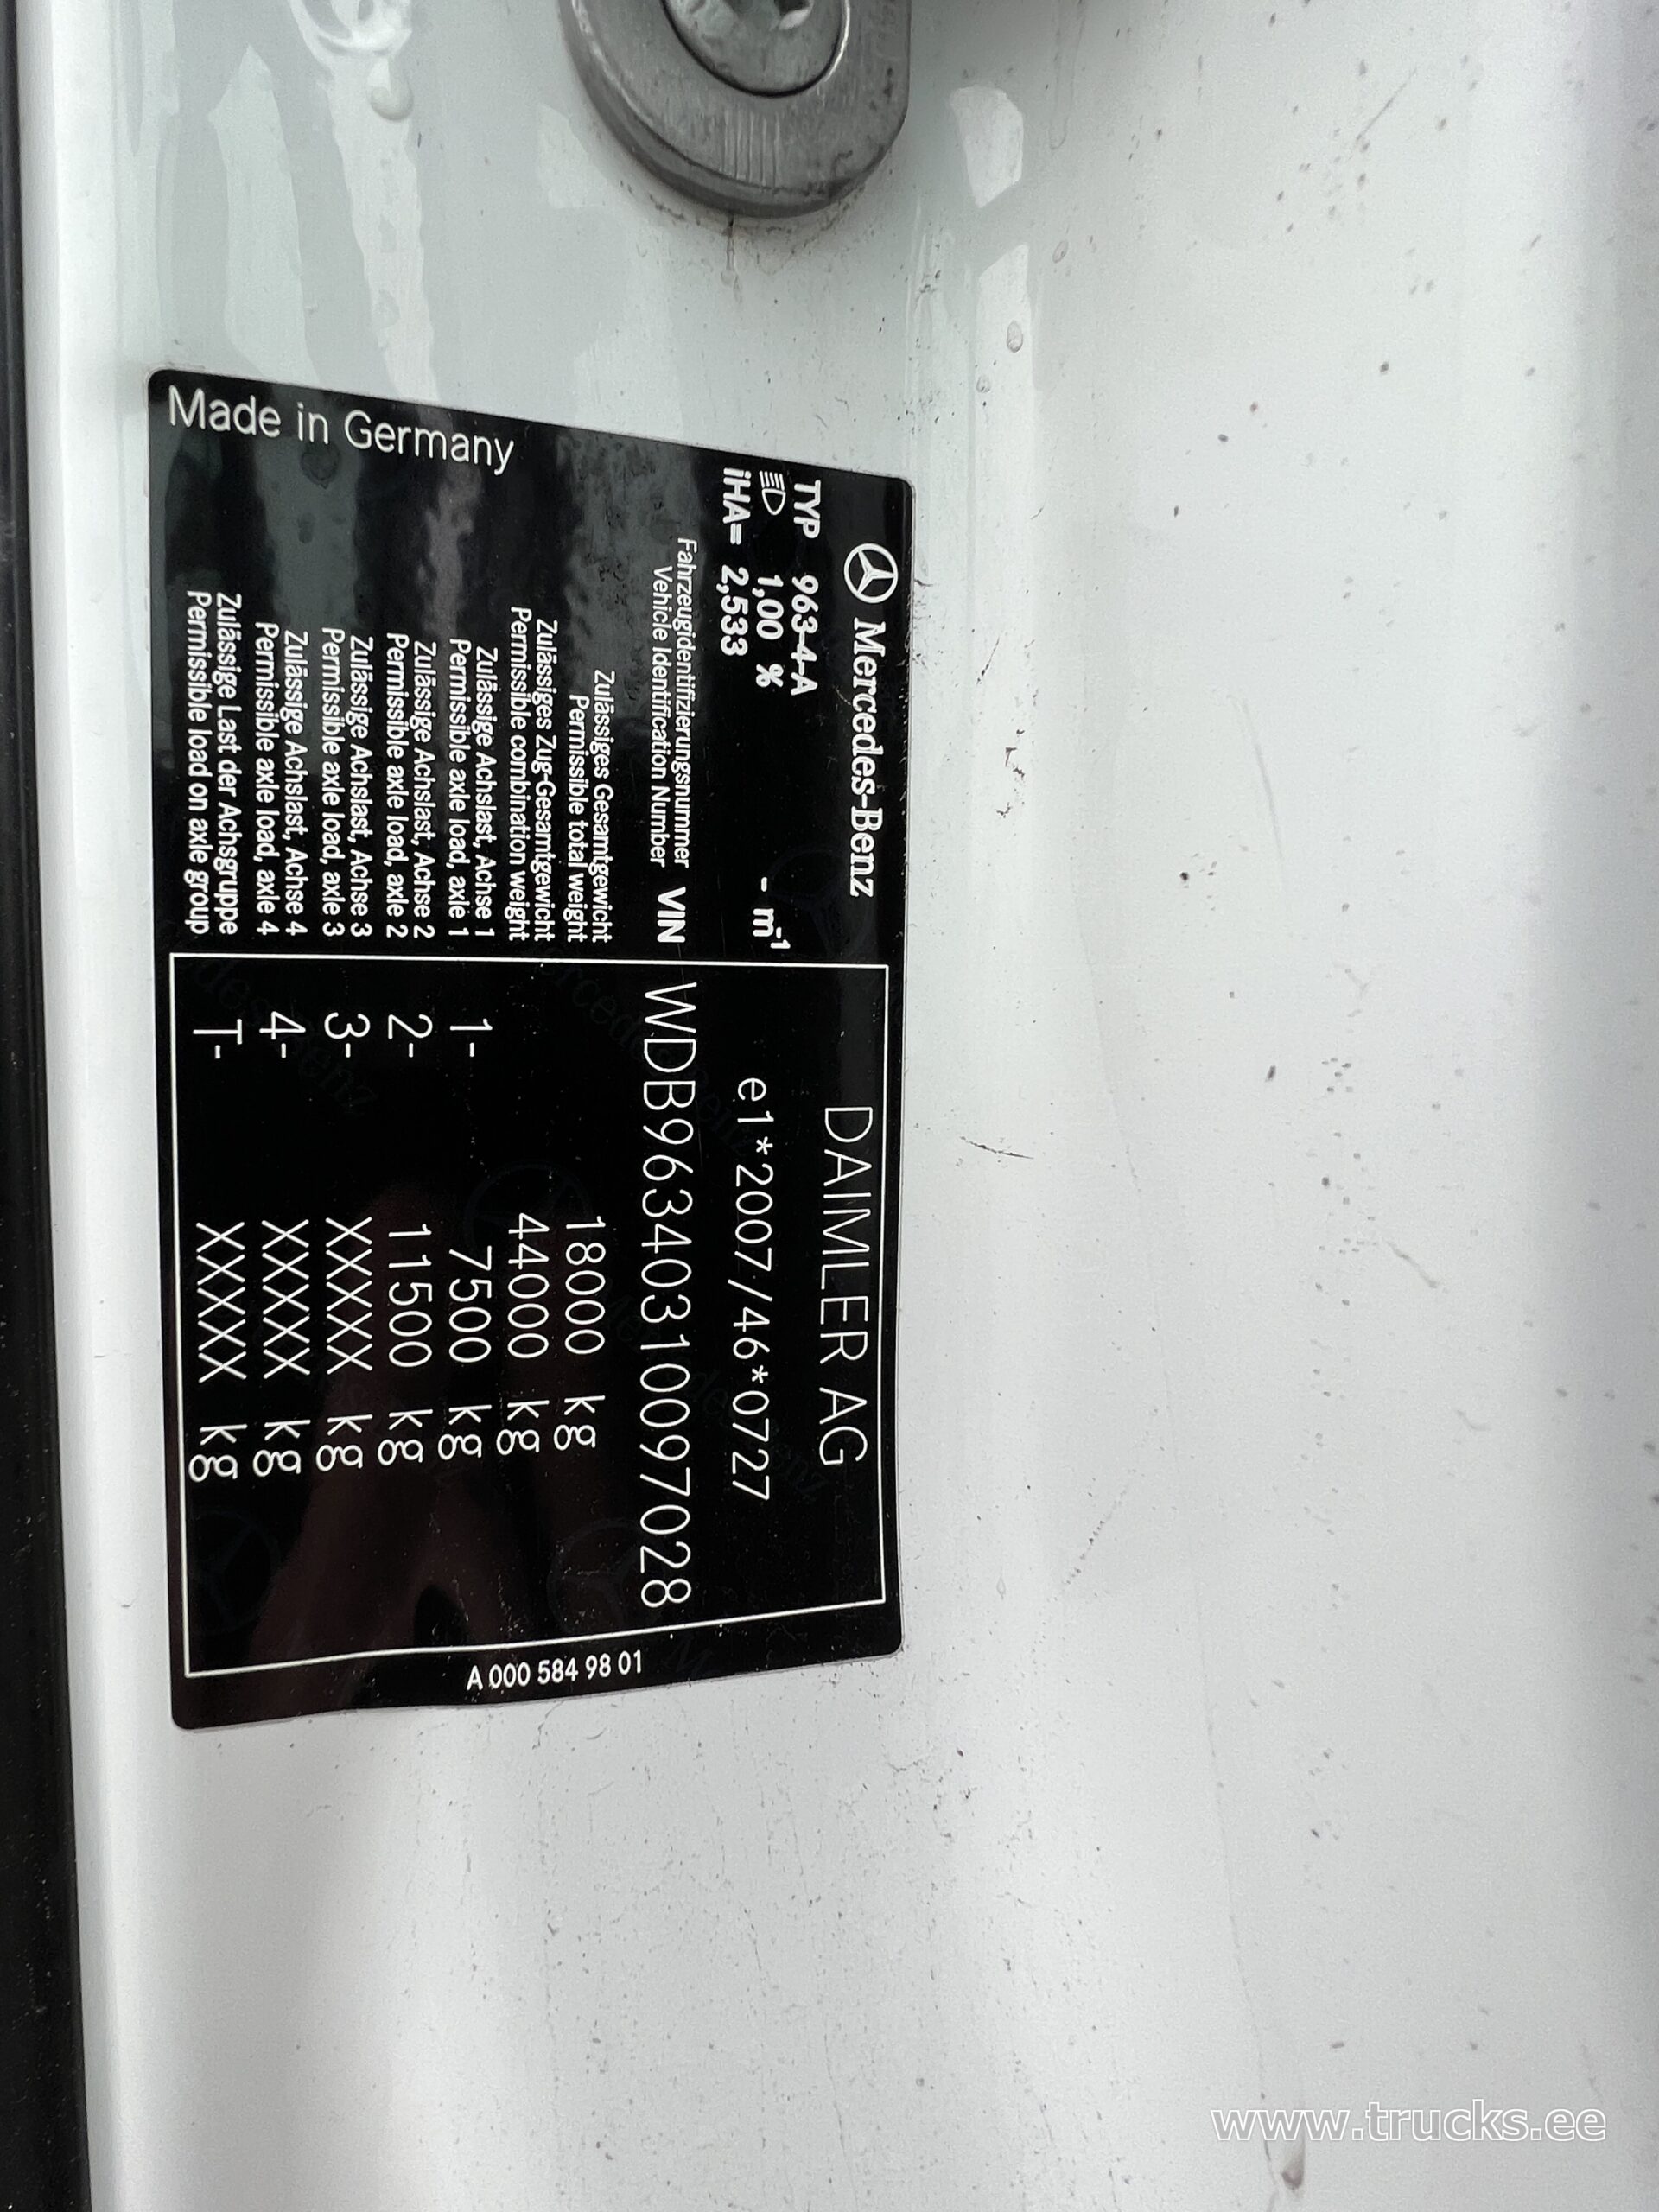 Mercedes-Benz
DAIMLER AG
TYP 963-4-A
1,00 % - m-1
iHA= 2,533
e1*2007/46*0727
Fahrzeugidentifizierungsnummer
Vehicle Identification Number VIN WDB9634031009​7028
Zulässiges Gesamtgewicht
Permissible total weight 18000 kg
Zulässiges Zug-Gesamtgewicht
Permissible combination weight 44000 kg
Zulässige Achslast, Achse 1
Permissible axle load, axle 1 1- 7500 kg
Zulässige Achslast, Achse 2
Permissible axle load, axle 2 2- 11500 kg
Zulässige Achslast, Achse 3
Permissible axle load, axle 3 3- XXXXX kg
Zulässige Achslast, Achse 4
Permissible axle load, axle 4 4- XXXXX kg
Zulässige Last der Achsgruppe
Permissible load on axle group T- XXXXX kg
Made in Germany
A 000 584 98 01
www.trucks.ee